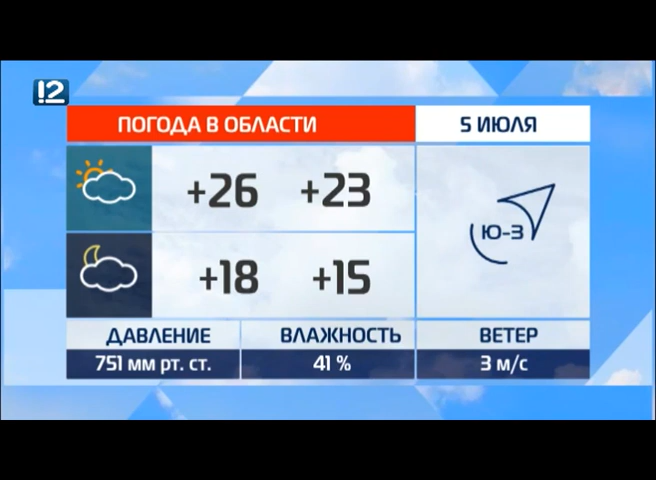 12
ПОГОДА В ОБЛАСТИ
5 ИЮЛЯ
+26 +23
Ю-З
+18 +15
ДАВЛЕНИЕ
ВЛАЖНОСТЬ
ВЕТЕР
751 мм рт. ст.
41 %
3 м/с